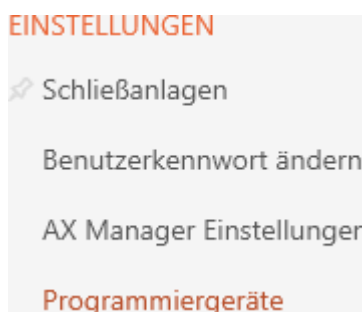 EINSTELLUNGEN
Schließanlagen
Benutzerkennwort ändern
AX Manager Einstellungen
Programmiergeräte